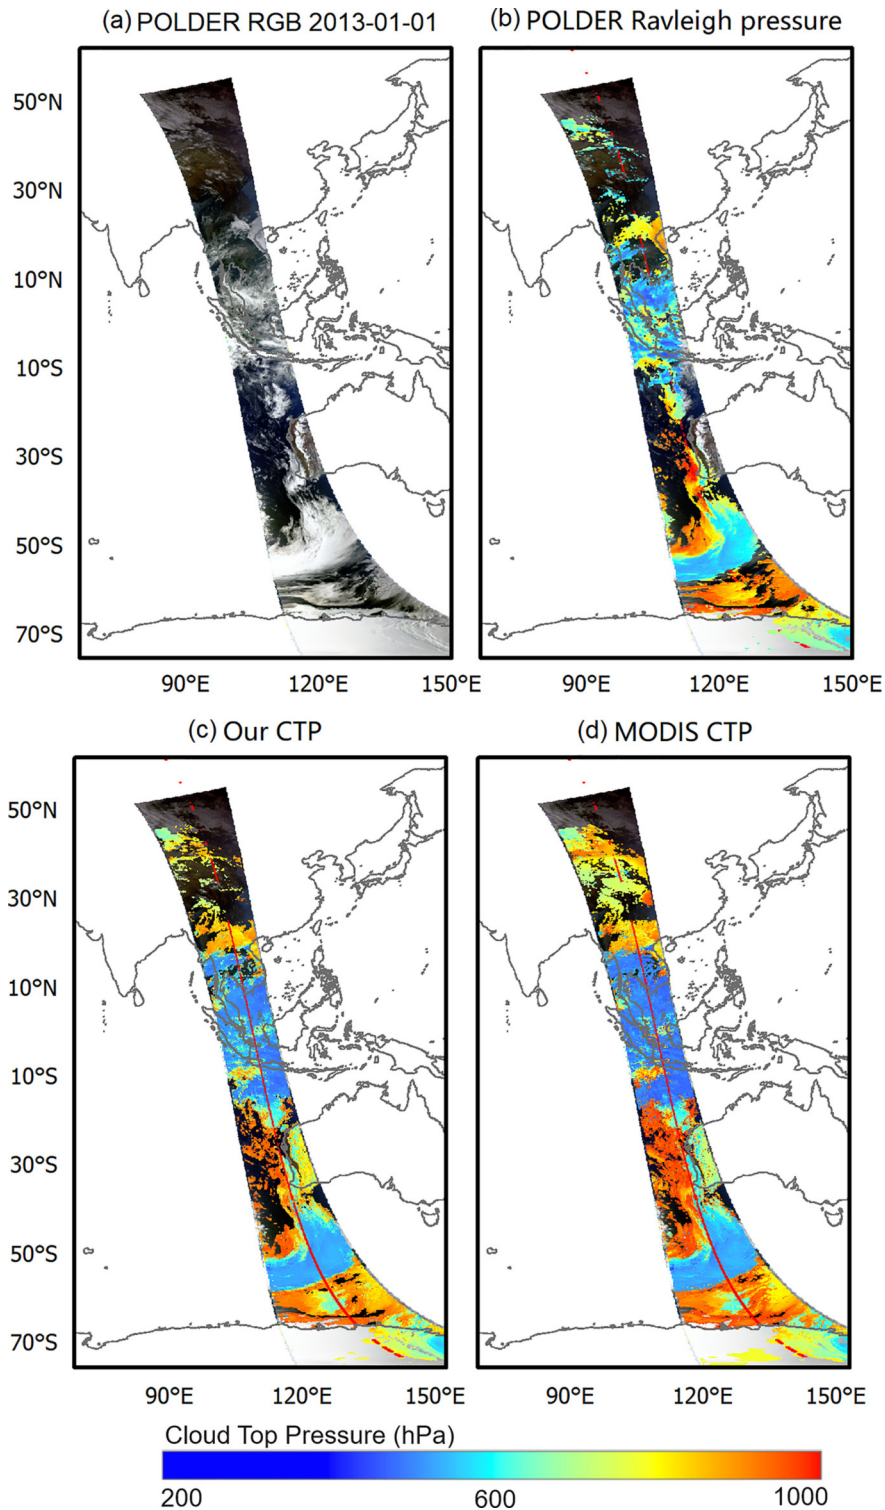 (a) POLDER RGB 2013-01-01
(b) POLDER Ravleigh pressure
50°N
30°N
10°N
10°S
30°S
50°S
70°S
90°E 120°E 150°E
90°E 120°E 150°E
(c) Our CTP
(d) MODIS CTP
50°N
30°N
10°N
10°S
30°S
50°S
70°S
90°E 120°E 150°E
90°E 120°E 150°E
Cloud Top Pressure (hPa)
200 600 1000